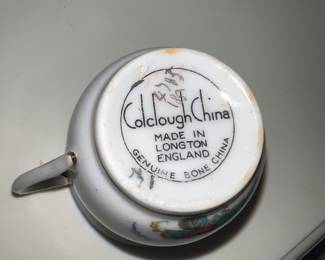 Colclough China
MADE IN
LONGTON
ENGLAND
GENUINE BONE CHINA